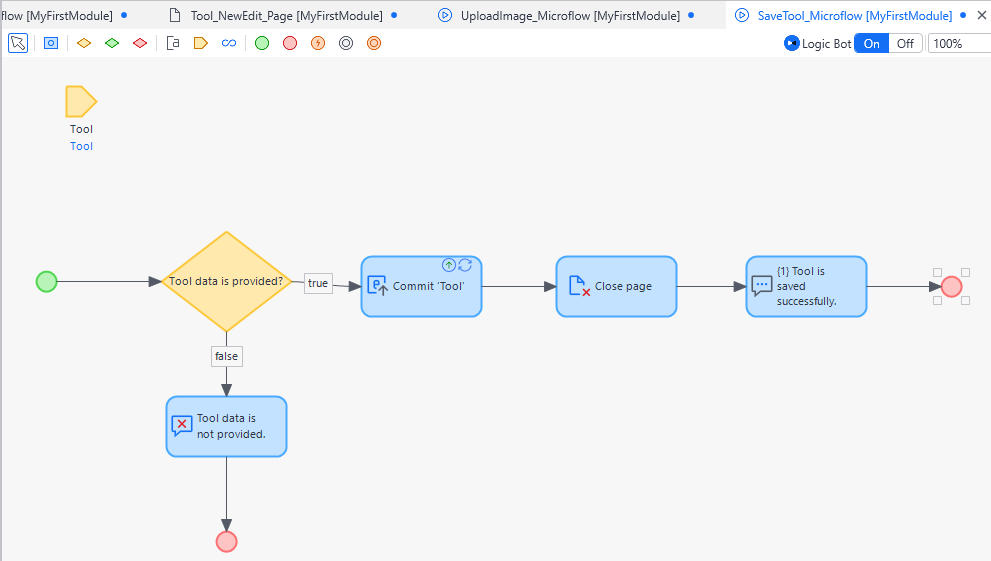 flow [MyFirstModule]
Tool_NewEdit_Page [MyFirstModule]
UploadImage_Microflow [MyFirstModule]
SaveTool_Microflow [MyFirstModule]
Logic Bot
On
Off
100%
Tool
Tool
Tool data is provided?
true
Commit 'Tool'
Close page
{1} Tool is
saved
successfully.
false
Tool data is
not provided.